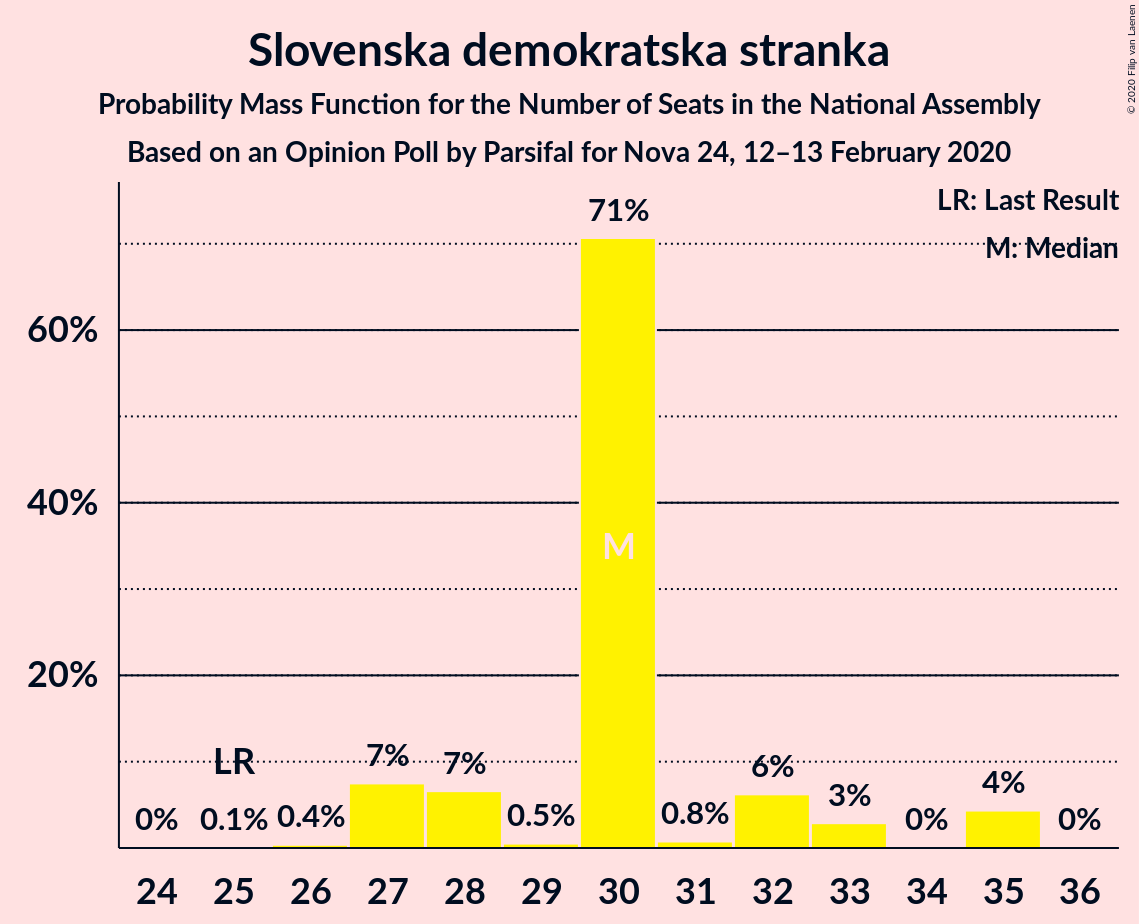 Slovenska demokratska stranka
Probability Mass Function for the Number of Seats in the National Assembly
Based on an Opinion Poll by Parsifal for Nova 24, 12–13 February 2020
© 2020 Filip van Laenen
LR: Last Result
M: Median
60%
40%
20%
0%
LR
0.1%
0.4%
7%
7%
0.5%
71%
M
0.8%
6%
3%
0%
4%
0%
24 25 26 27 28 29 30 31 32 33 34 35 36